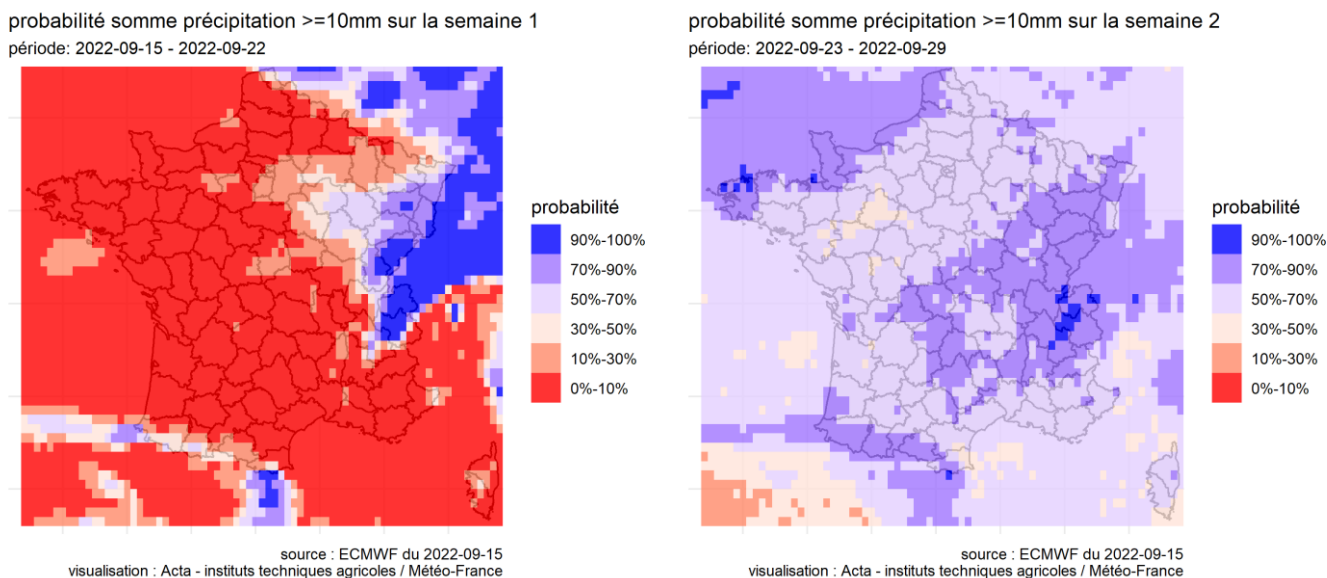 probabilité somme précipitation >=10mm sur la semaine 1
période: 2022-09-15 - 2022-09-22
probabilité
90%-100%
70%-90%
50%-70%
30%-50%
10%-30%
0%-10%
source : ECMWF du 2022-09-15
visualisation : Acta - instituts techniques agricoles / Météo-France
probabilité somme précipitation >=10mm sur la semaine 2
période: 2022-09-23 - 2022-09-29
probabilité
90%-100%
70%-90%
50%-70%
30%-50%
10%-30%
0%-10%
source : ECMWF du 2022-09-15
visualisation : Acta - instituts techniques agricoles / Météo-France